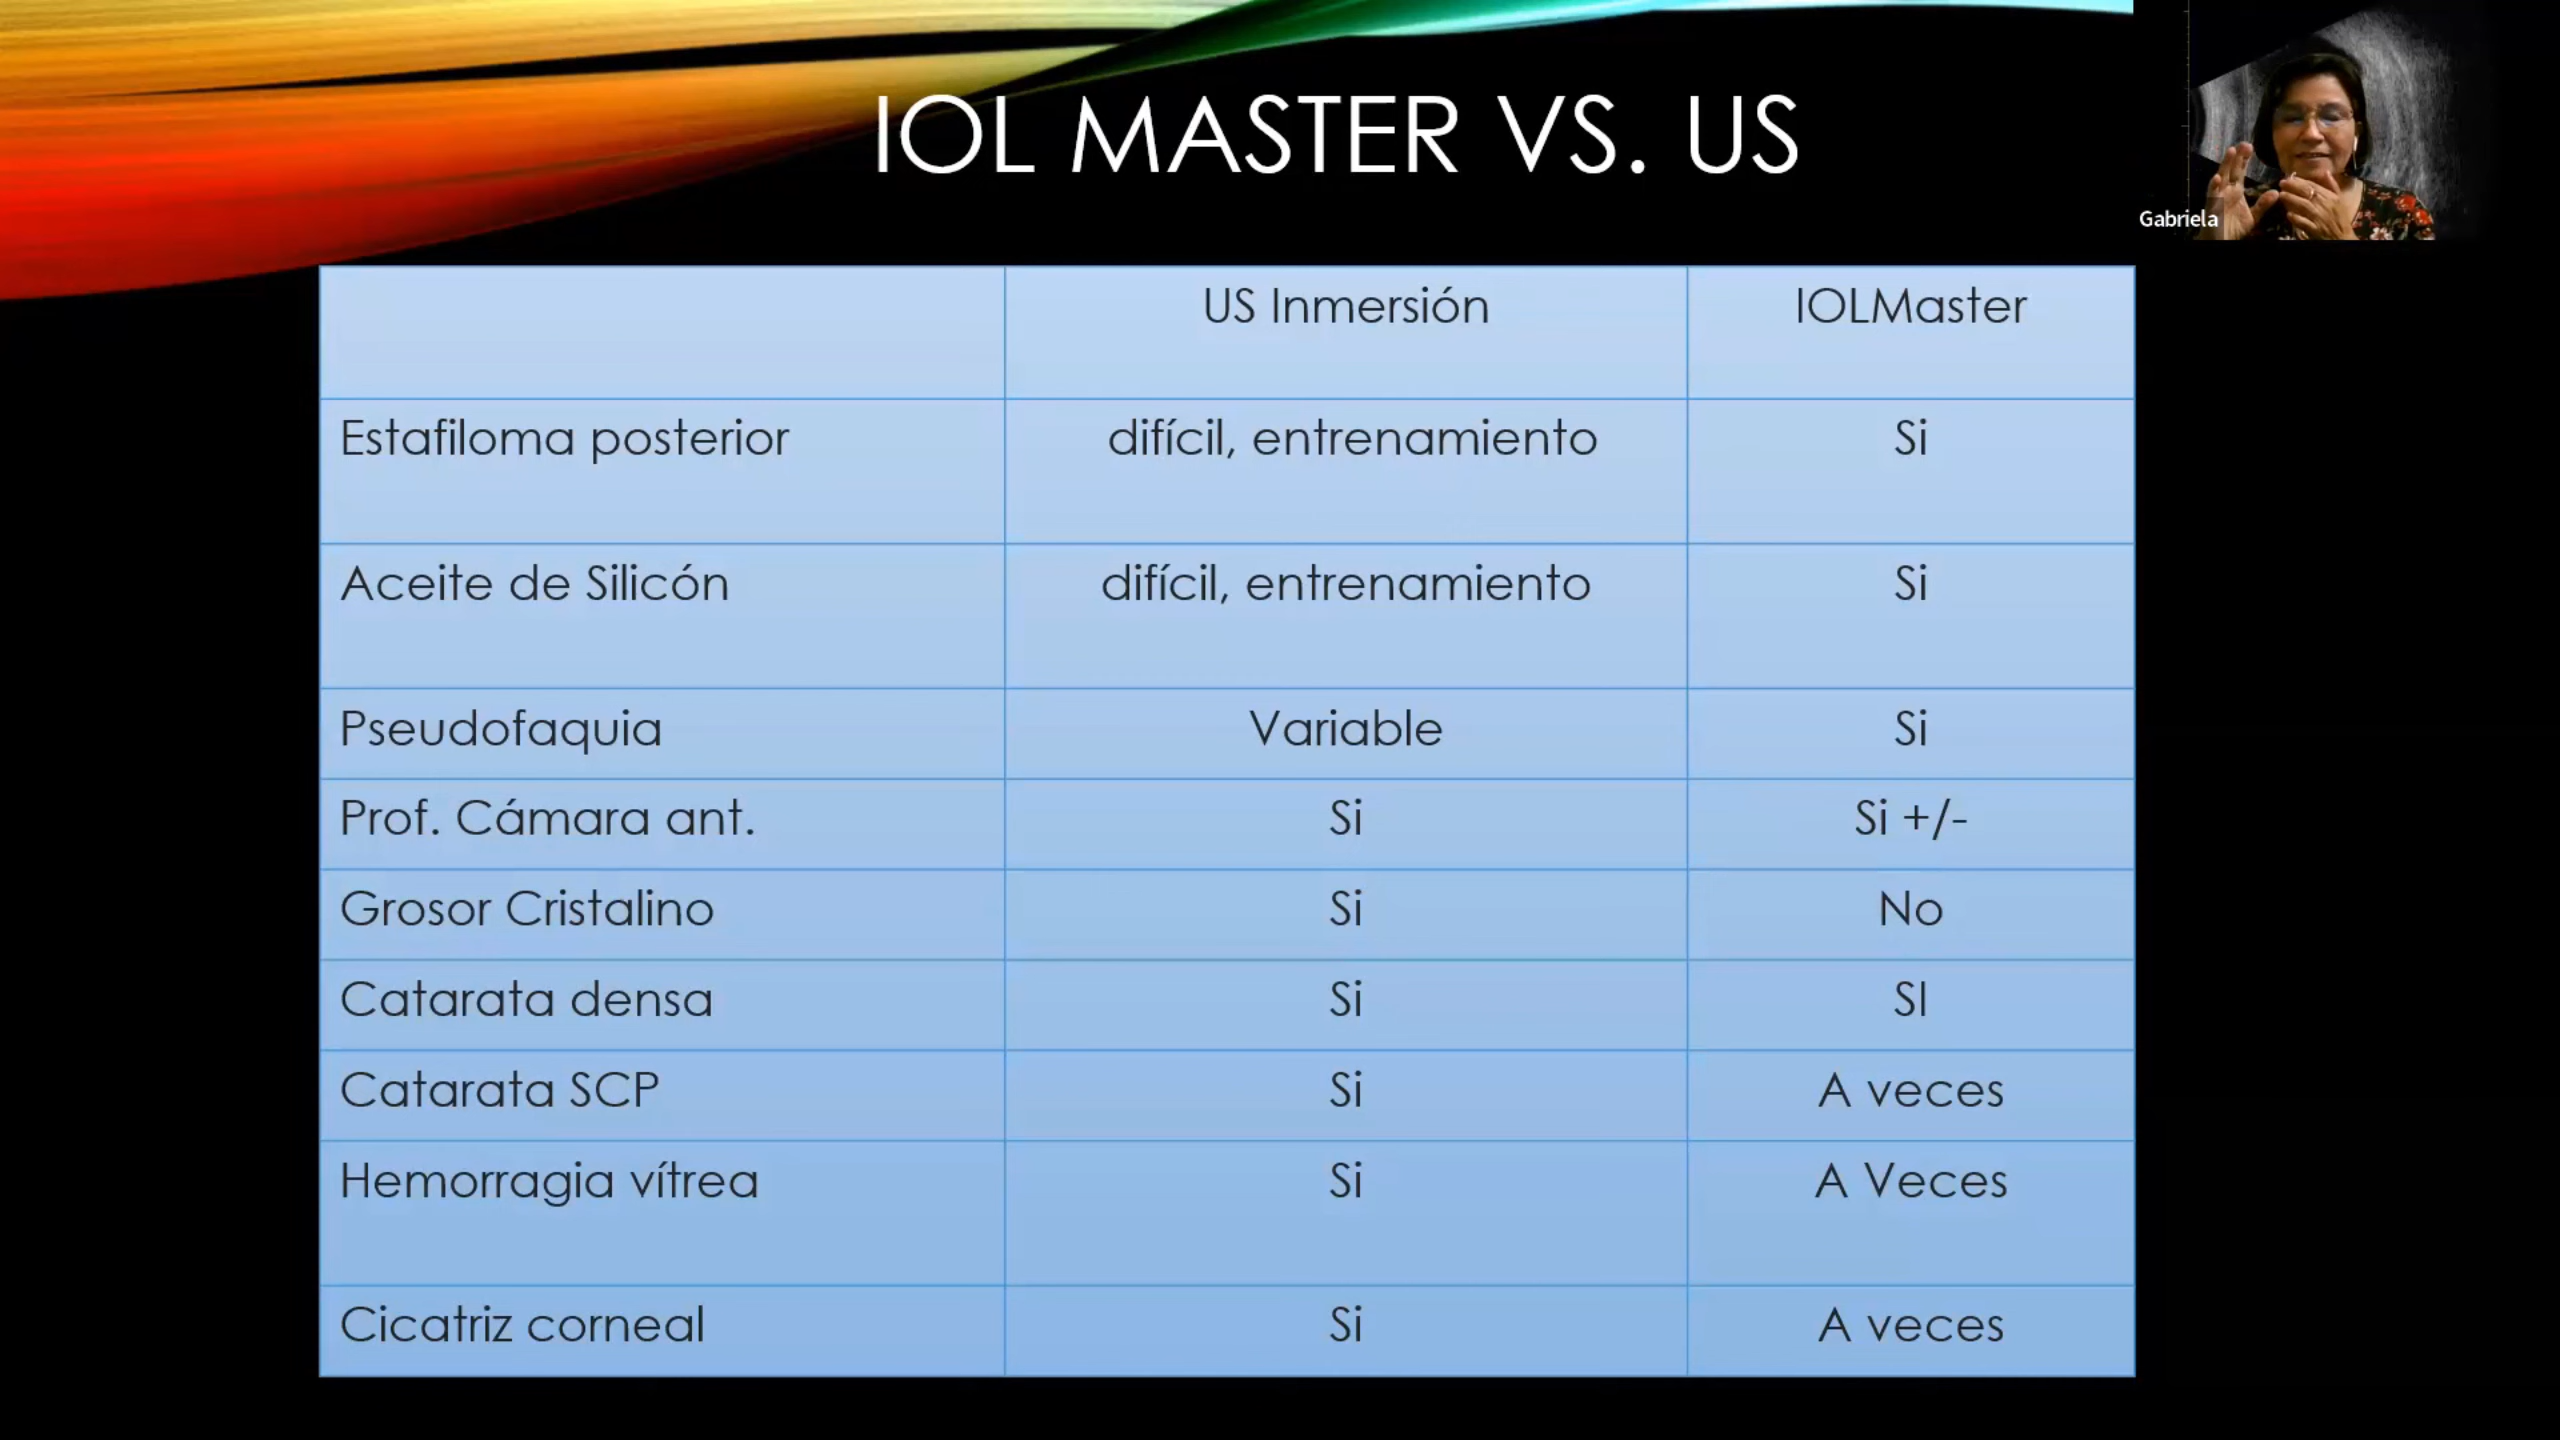 IOL MASTER VS. US
Gabriela
US Inmersión IOLMaster
Estafiloma posterior difícil, entrenamiento Si
Aceite de Silicón difícil, entrenamiento Si
Pseudofaquia Variable Si
Prof. Cámara ant. Si Si +/-
Grosor Cristalino Si No
Catarata densa Si SI
Catarata SCP Si A veces
Hemorragia vítrea Si A Veces
Cicatriz corneal Si A veces